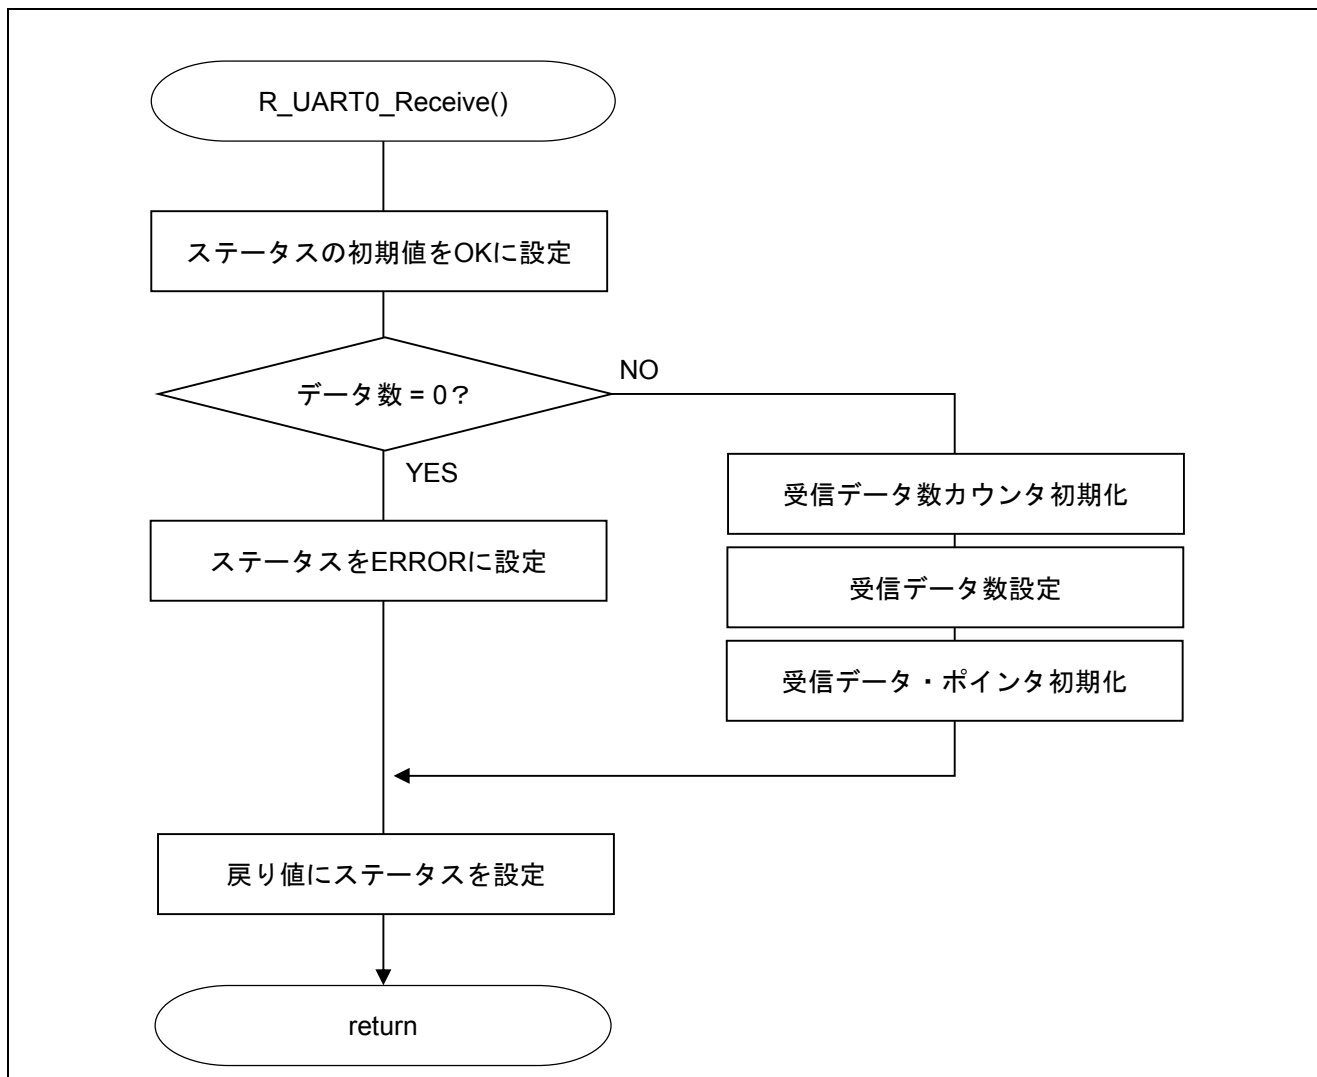 R_UART0_Receive()
ステータスの初期値をOKに設定
データ数 = 0？
NO
YES
受信データ数カウンタ初期化
ステータスをERRORに設定
受信データ数設定
受信データ・ポインタ初期化
戻り値にステータスを設定
return